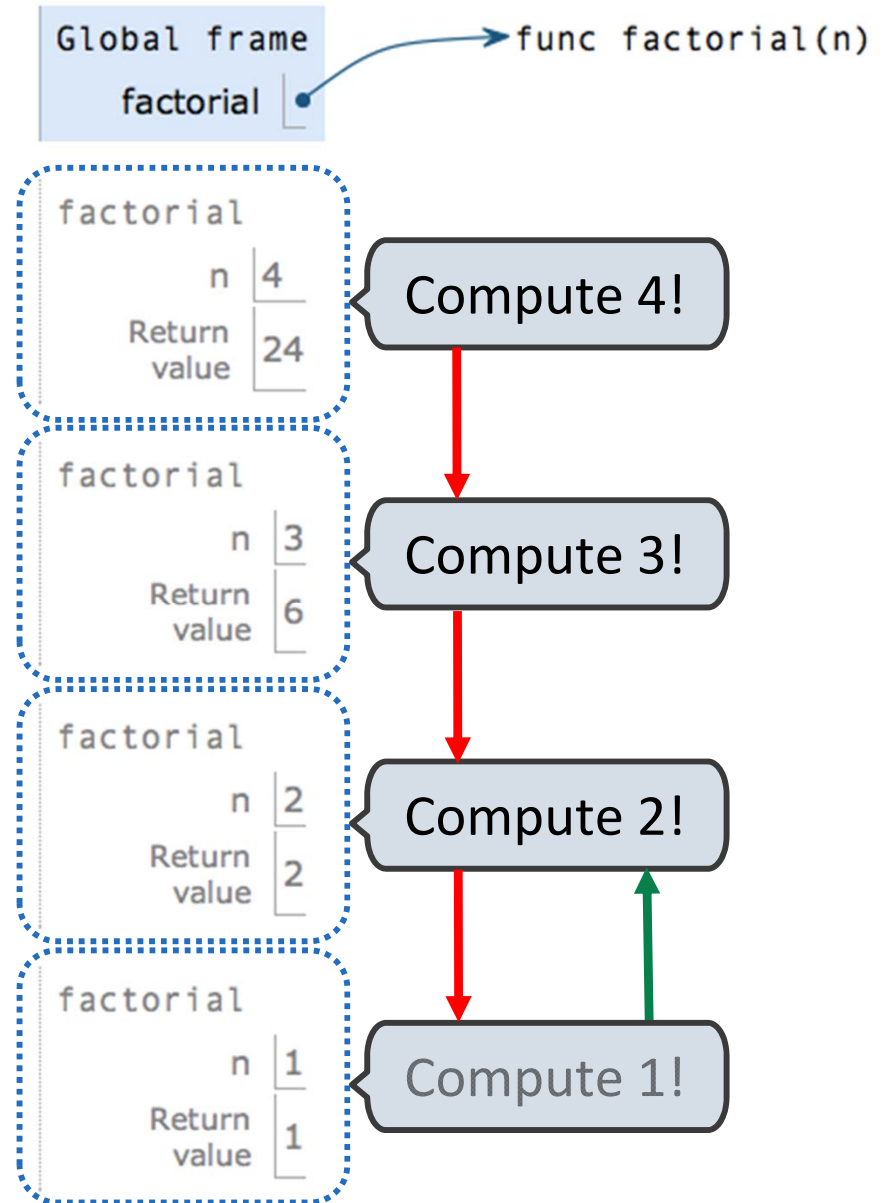 Global frame
func factorial(n)
factorial
factorial
n 4
Return
value 24
Compute 4!
factorial
n 3
Return
value 6
Compute 3!
factorial
n 2
Return
value 2
Compute 2!
factorial
n 1
Return
value 1
Compute 1!